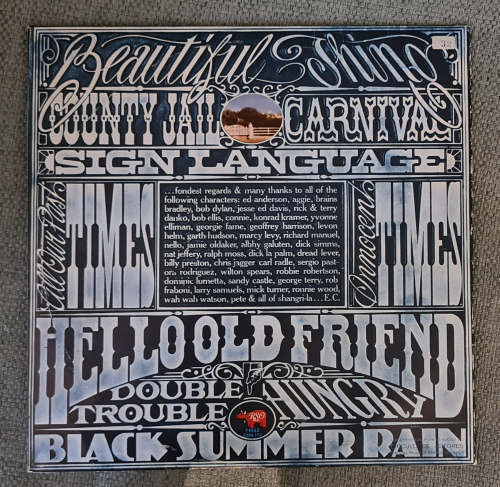 Beautiful Thing
32
COUNTY JAIL
CARNIVAL
SIGN LANGUAGE
TIMES
...fondest regards & many thanks to all of the
following characters: ed anderson, aggie, brains
bradley, bob dylan, jesse ed davis, rick & terry
danko, bob ellis, connie, konrad kramer, yvonne
elliman, georgie fame, geoffrey harrison, levon
helm, garth hudson, marcy levy, richard manuel,
nello, jamie oldaker, albhy galuten, dick simms,
nat jeffery, ralph moss, dick la palm, dread lever,
billy preston, chris jagger, carl radle, sergio past-
ora rodriguez, wilton spears, robbie robertson,
dominic lumetta, sandy castle, george terry, rob
fraboni, larry samuels, mick turner, ronnie wood,
wah wah watson, pete & all of shangri-la...E.C.
Innocent
TIMES
HELLO OLD FRIEND
DOUBLE
TROUBLE
HUNGRY
RSO
BLACK SUMMER RAIN